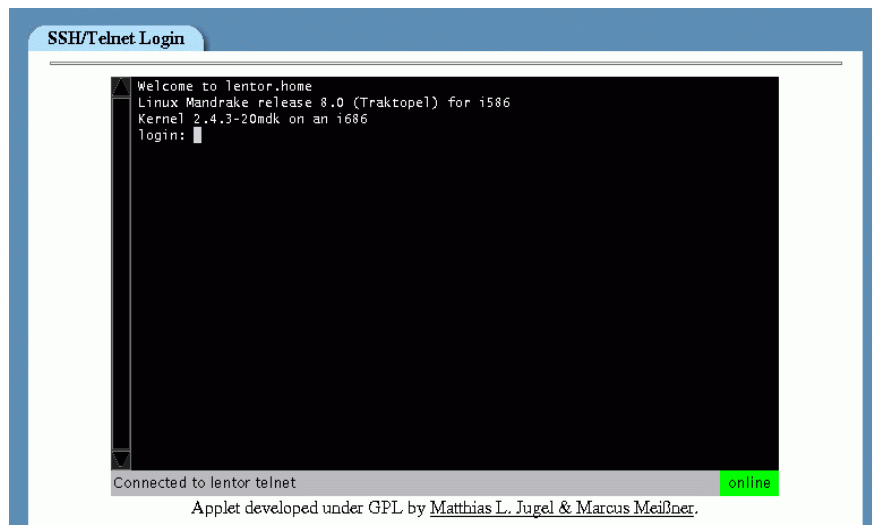 SSH/Telnet Login
Welcome to lentor.home
Linux Mandrake release 8.0 (Traktopel) for i586
Kernel 2.4.3-20mdk on an i686
login:
Connected to lentor telnet
online
Applet developed under GPL by Matthias L. Jugel & Marcus Meißner.